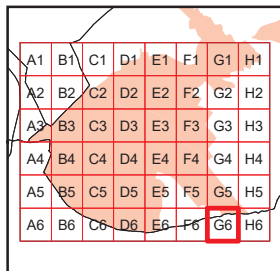 A1 B1 C1 D1 E1 F1 G1 H1
A2 B2 C2 D2 E2 F2 G2 H2
A3 B3 C3 D3 E3 F3 G3 H3
A4 B4 C4 D4 E4 F4 G4 H4
A5 B5 C5 D5 E5 F5 G5 H5
A6 B6 C6 D6 E6 F6 G6 H6